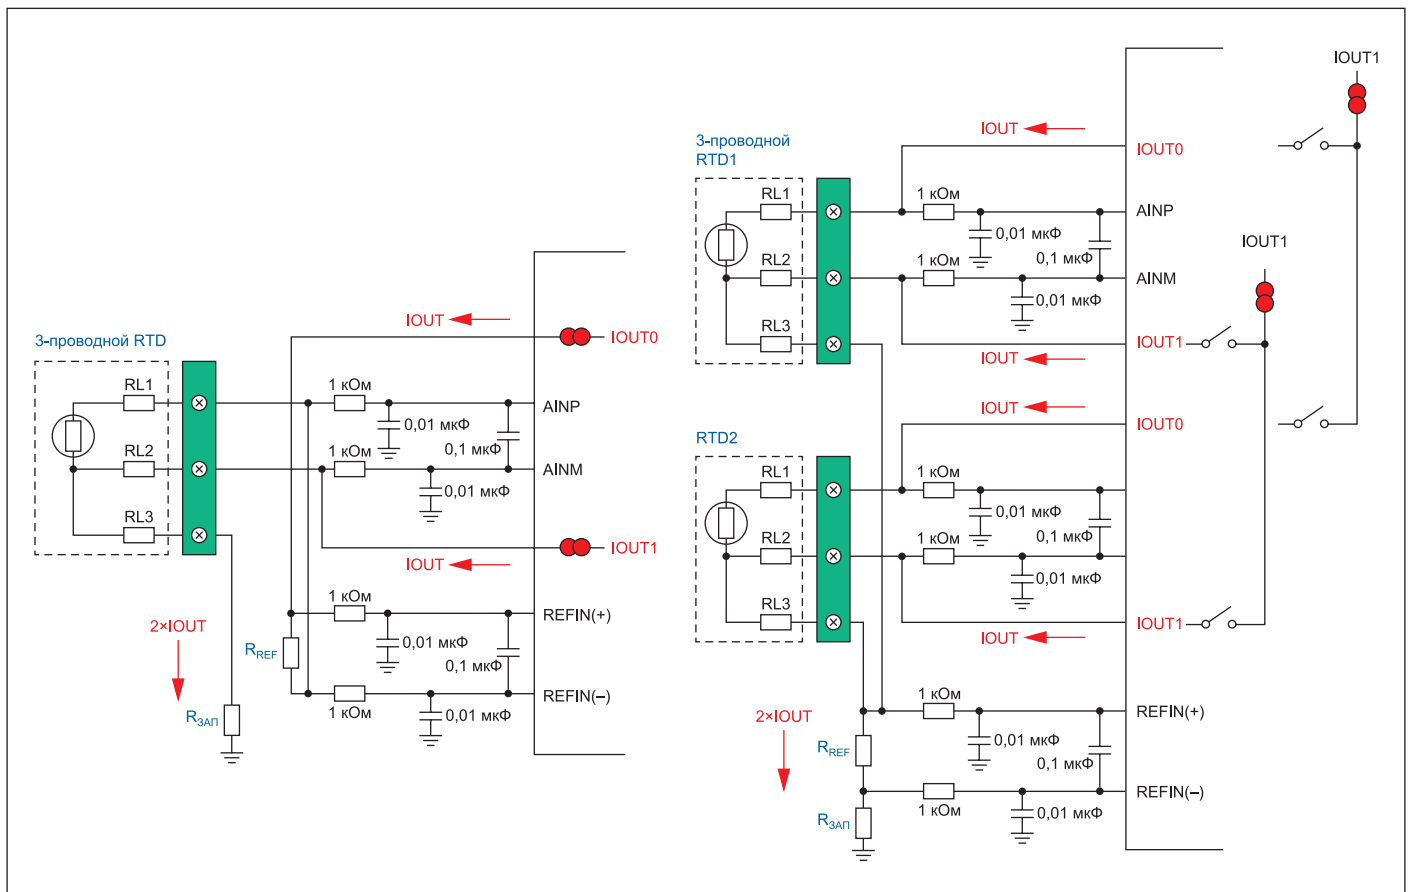 IOUT
IOUT0
3-проводной RTD
RL1
1 кОм
AINP
0,01 мкФ
0,1 мкФ
RL2
1 кОм
AINM
0,01 мкФ
RL3
IOUT1
IOUT
1 кОм
REFIN(+)
2×IOUT
0,01 мкФ
RREF
0,1 мкФ
REFIN(–)
1 кОм
0,01 мкФ
RЗАП
IOUT1
IOUT
3-проводной
RTD1
IOUT0
RL1
1 кОм
AINP
0,01 мкФ
0,1 мкФ
IOUT1
RL2
1 кОм
AINM
0,01 мкФ
RL3
IOUT1
IOUT
IOUT
IOUT0
RTD2
RL1
1 кОм
0,01 мкФ
0,1 мкФ
RL2
1 кОм
0,01 мкФ
RL3
IOUT1
IOUT
1 кОм
REFIN(+)
2×IOUT
0,01 мкФ
RREF
0,1 мкФ
REFIN(–)
1 кОм
0,01 мкФ
RЗАП